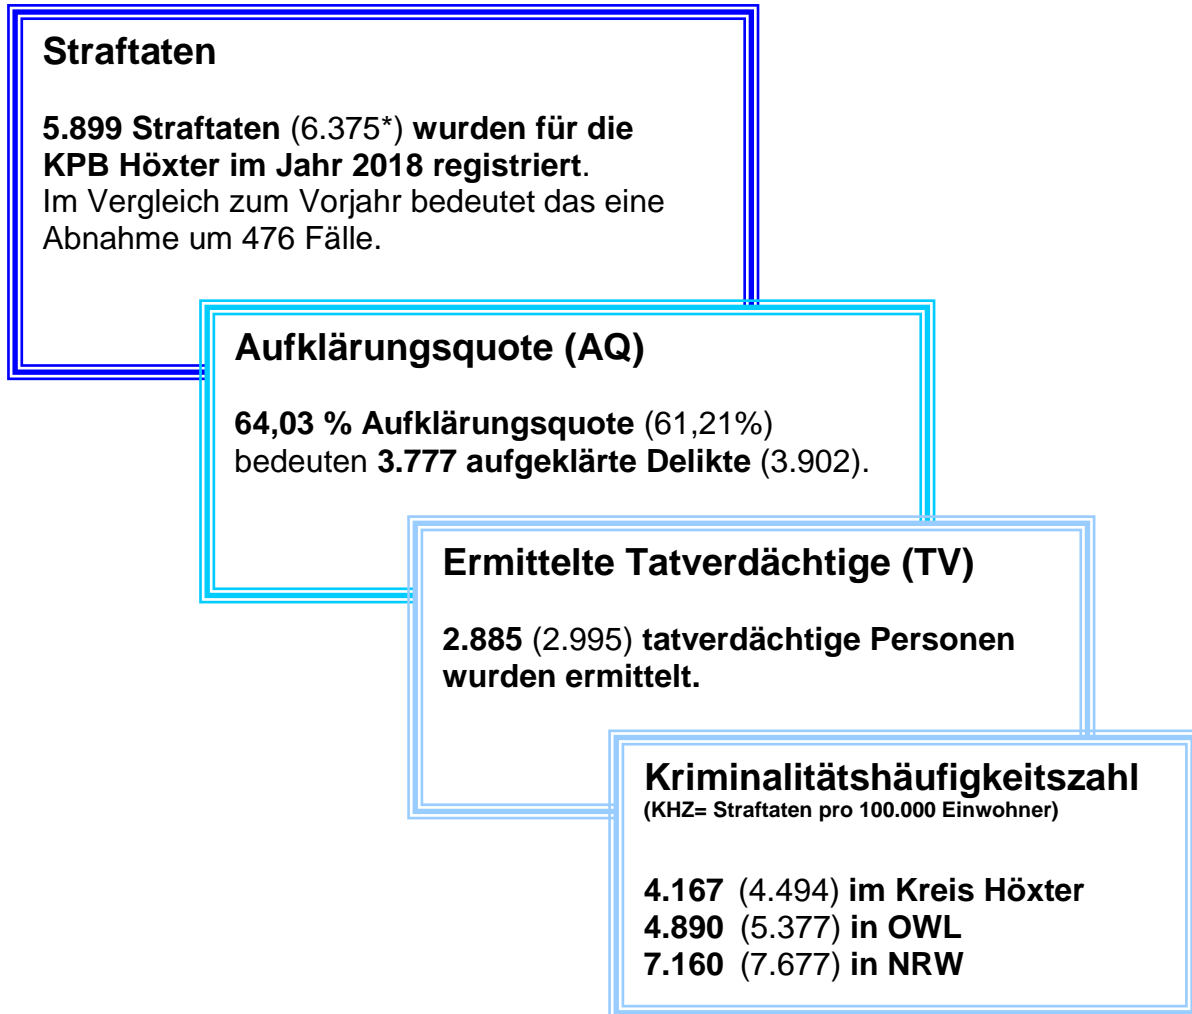 Straftaten
5.899 Straftaten (6.375*) wurden für die
KPB Höxter im Jahr 2018 registriert.
Im Vergleich zum Vorjahr bedeutet das eine
Abnahme um 476 Fälle.
Aufklärungsquote (AQ)
64,03 % Aufklärungsquote (61,21%)
bedeuten 3.777 aufgeklärte Delikte (3.902).
Ermittelte Tatverdächtige (TV)
2.885 (2.995) tatverdächtige Personen
wurden ermittelt.
Kriminalitätshäufigkeitszahl
(KHZ= Straftaten pro 100.000 Einwohner)
4.167 (4.494) im Kreis Höxter
4.890 (5.377) in OWL
7.160 (7.677) in NRW